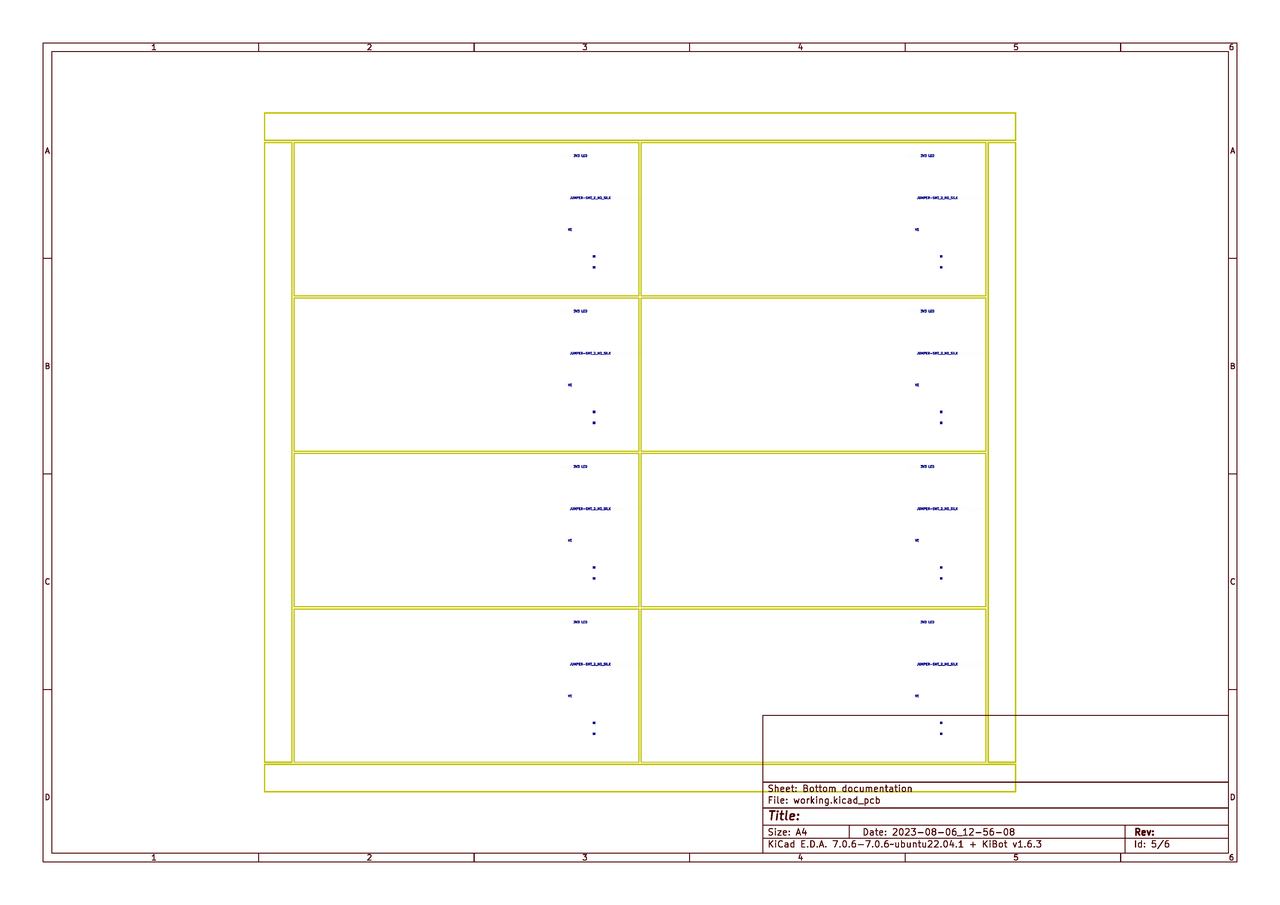 1 2 3 4 5 6
A A
3V3 LED 3V3 LED
JUMPER-SMT_2_NO_SILK JUMPER-SMT_2_NO_SILK
3V3 LED 3V3 LED
JUMPER-SMT_2_NO_SILK JUMPER-SMT_2_NO_SILK
B B
3V3 LED 3V3 LED
JUMPER-SMT_2_NO_SILK JUMPER-SMT_2_NO_SILK
C C
3V3 LED 3V3 LED
JUMPER-SMT_2_NO_SILK JUMPER-SMT_2_NO_SILK
D D
Sheet: Bottom documentation
File: working.kicad_pcb
Title:
Size: A4 Date: 2023-08-06_12-56-08 Rev:
KiCad E.D.A. 7.0.6-7.0.6~ubuntu22.04.1 + KiBot v1.6.3 Id: 5/6
1 2 3 4 5 6